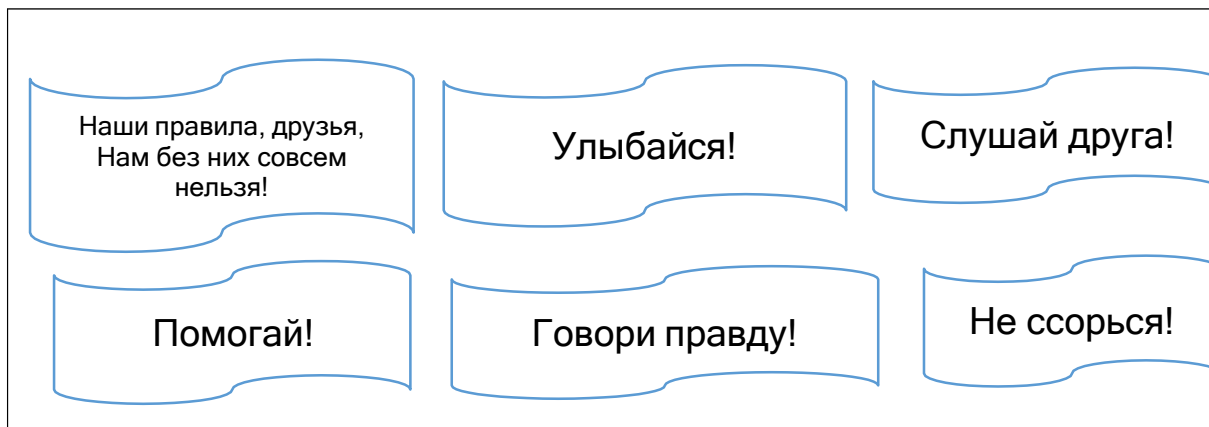 Наши правила, друзья,
Нам без них совсем
нельзя!
Улыбайся!
Слушай друга!
Помогай!
Говори правду!
Не ссорься!